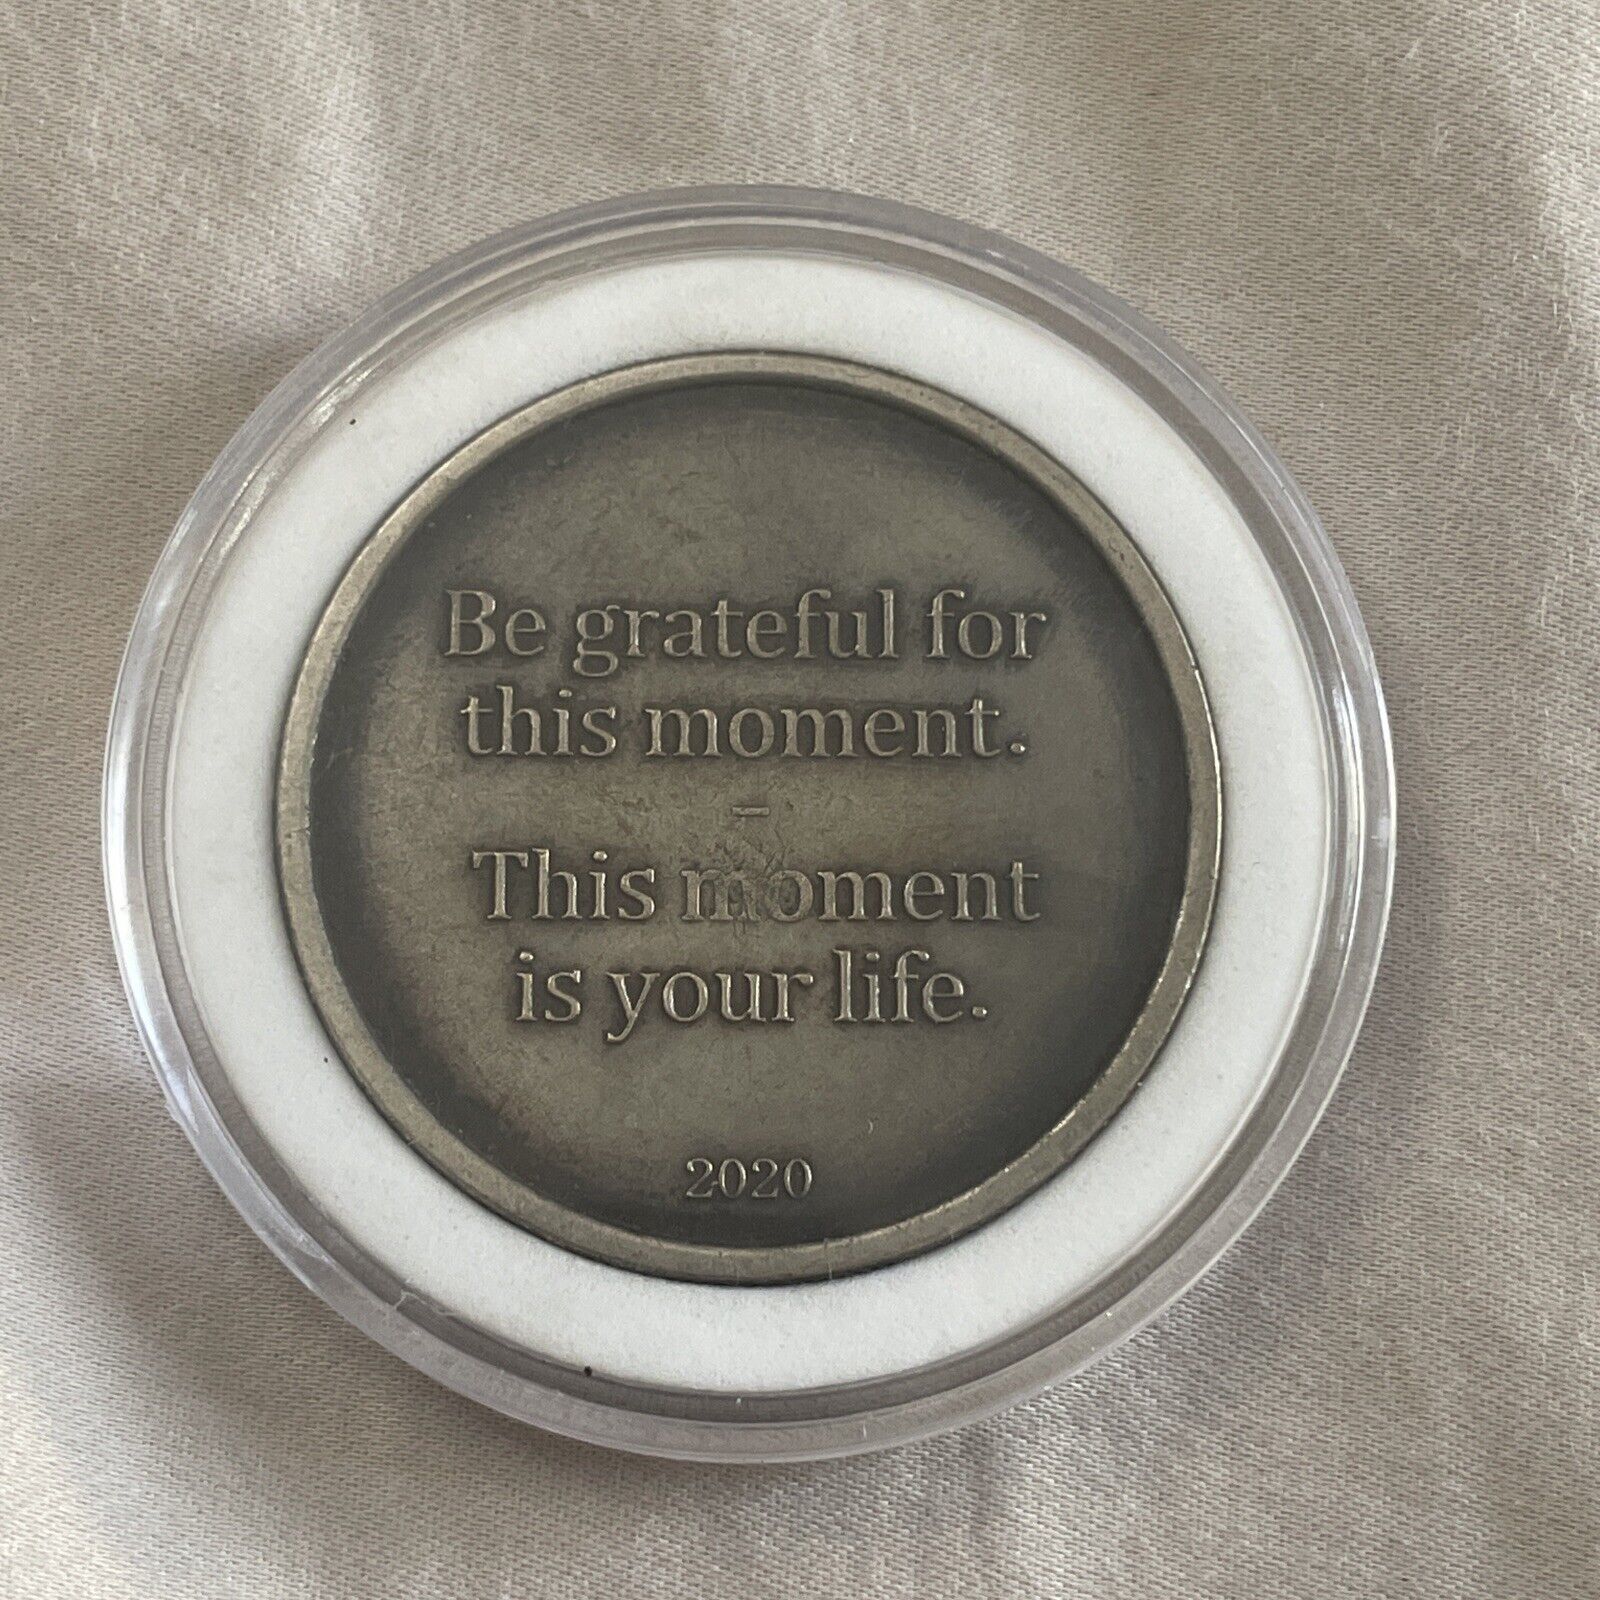 Be grateful for
this moment.
–
This moment
is your life.
2020